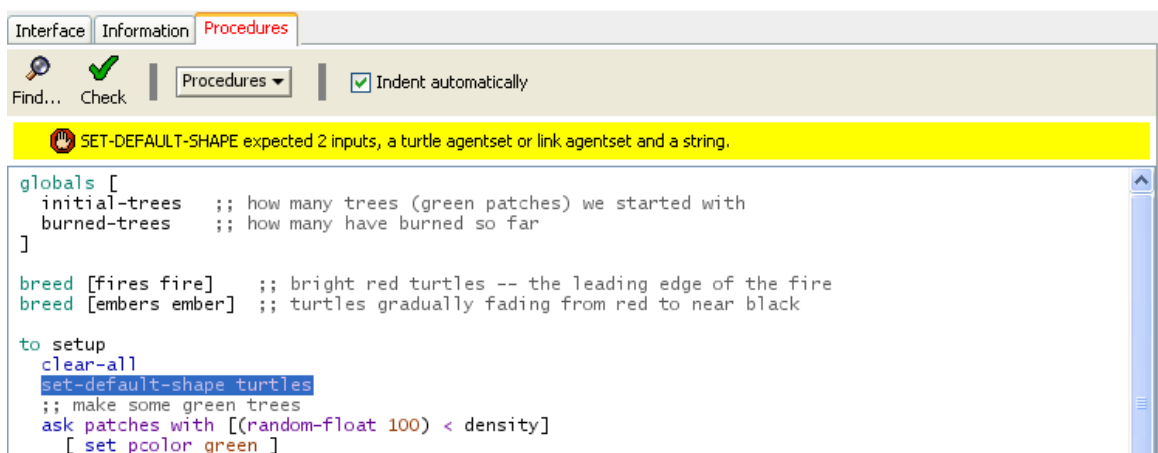 Interface Information Procedures
Find... Check Procedures Indent automatically
SET-DEFAULT-SHAPE expected 2 inputs, a turtle agentset or link agentset and a string.
globals [
  initial-trees   ;; how many trees (green patches) we started with
  burned-trees    ;; how many have burned so far
]
breed [fires fire]    ;; bright red turtles -- the leading edge of the fire
breed [embers ember]  ;; turtles gradually fading from red to near black
to setup
  clear-all
  set-default-shape turtles
  ;; make some green trees
  ask patches with [(random-float 100) < density]
    [ set pcolor green ]